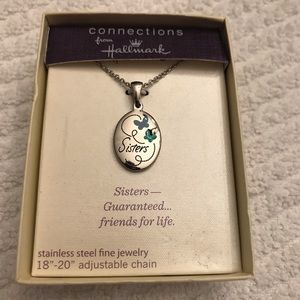 connections
from
Hallmark
Sisters
Sisters—
Guaranteed...
friends for life.
stainless steel fine jewelry
18"-20" adjustable chain